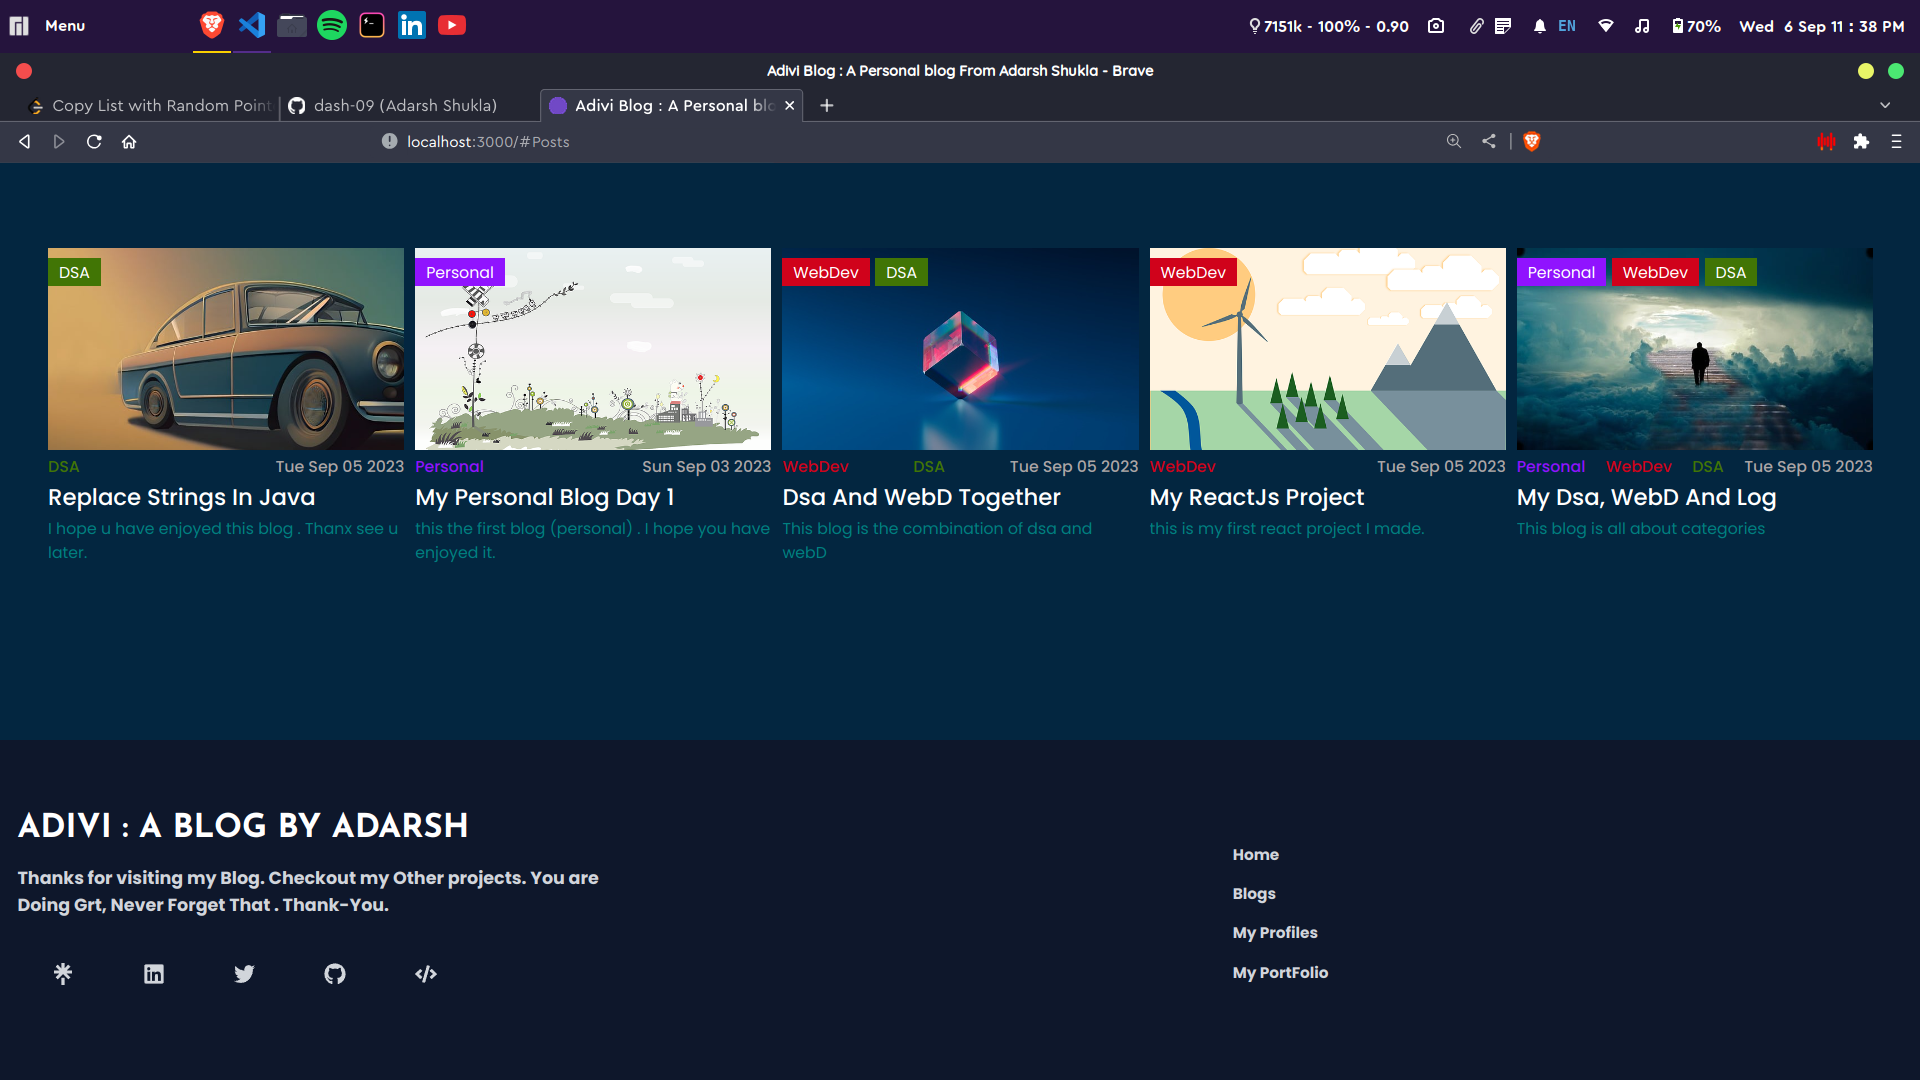 Menu
7151k - 100% - 0.90
EN
70%
Wed 6 Sep 11 : 38 PM
Adivi Blog : A Personal blog From Adarsh Shukla - Brave
Copy List with Random Point
dash-09 (Adarsh Shukla)
Adivi Blog : A Personal blo
localhost:3000/#Posts
DSA
Personal
WebDev DSA
WebDev
Personal WebDev DSA
DSA Tue Sep 05 2023
Replace Strings In Java
I hope u have enjoyed this blog . Thanx see u
later.
Personal Sun Sep 03 2023
My Personal Blog Day 1
this the first blog (personal) . I hope you have
enjoyed it.
WebDev DSA Tue Sep 05 2023
Dsa And WebD Together
This blog is the combination of dsa and
webD
WebDev Tue Sep 05 2023
My ReactJs Project
this is my first react project I made.
Personal WebDev DSA Tue Sep 05 2023
My Dsa, WebD And Log
This blog is all about categories
ADIVI : A BLOG BY ADARSH
Thanks for visiting my Blog. Checkout my Other projects. You are
Doing Grt, Never Forget That . Thank-You.
Home
Blogs
My Profiles
My PortFolio